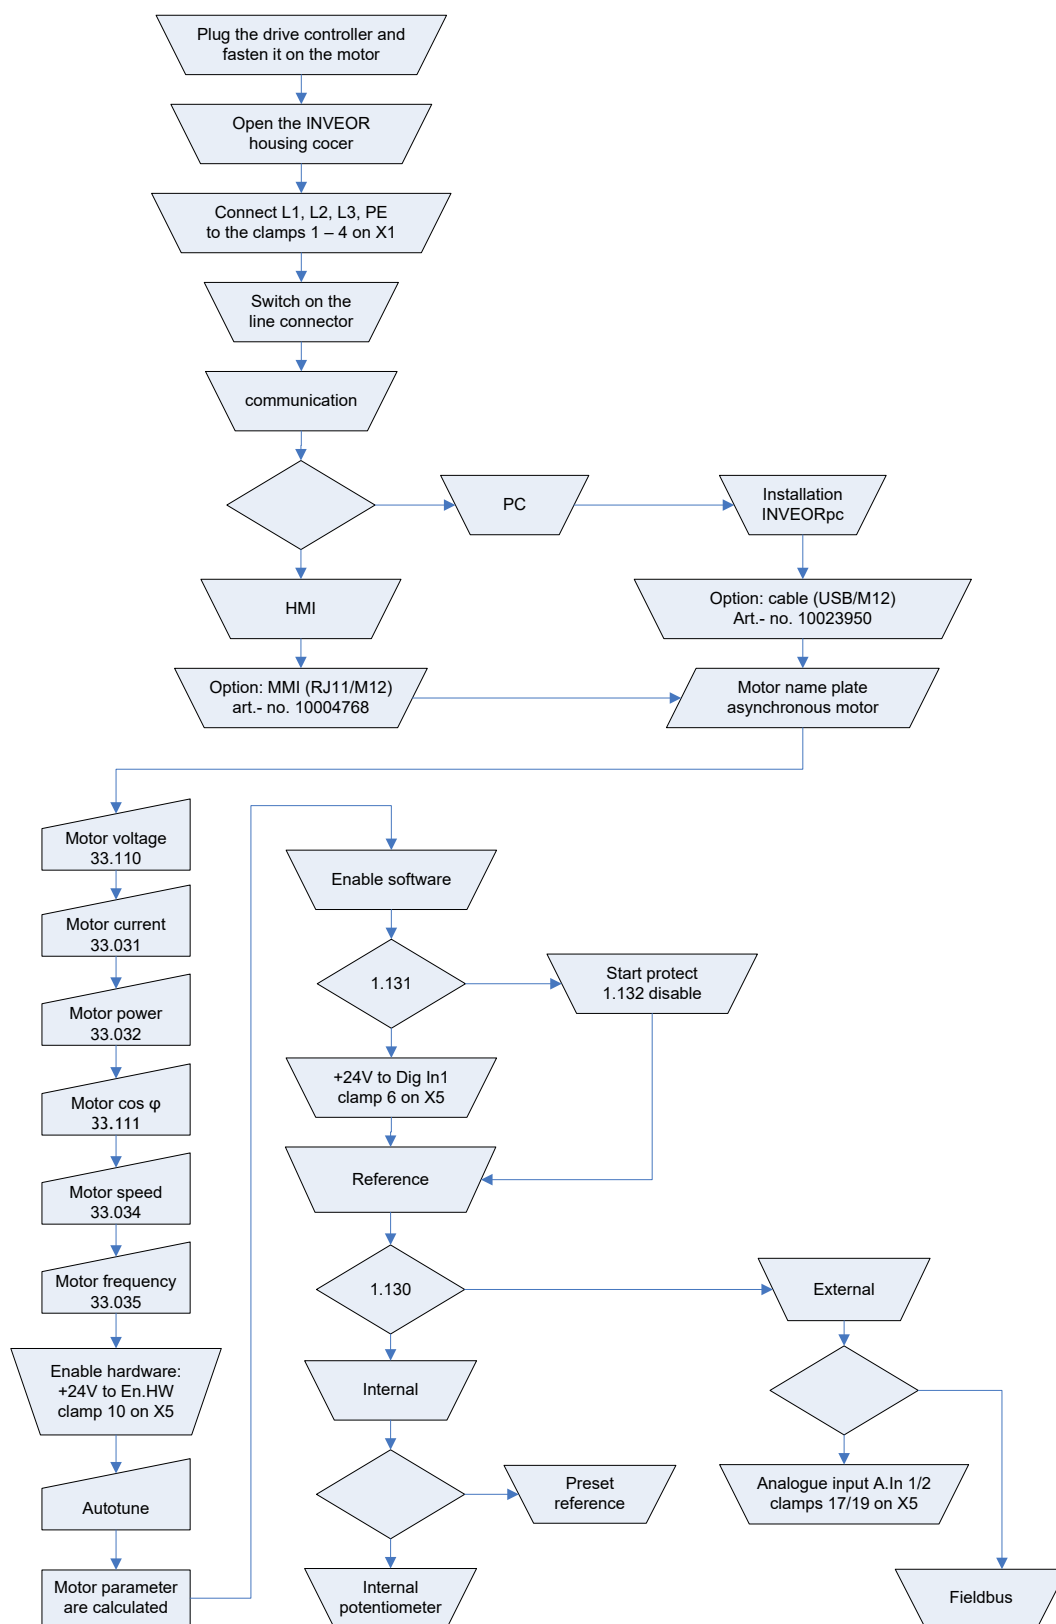 Plug the drive controller and
fasten it on the motor
Open the INVEOR
housing cocer
Connect L1, L2, L3, PE
to the clamps 1 – 4 on X1
Switch on the
line connector
communication
PC
Installation
INVEORpc
HMI
Option: cable (USB/M12)
Art.- no. 10023950
Option: MMI (RJ11/M12)
art.- no. 10004768
Motor name plate
asynchronous motor
Motor voltage
33.110
Motor current
33.031
Motor power
33.032
Motor cos φ
33.111
Motor speed
33.034
Motor frequency
33.035
Enable hardware:
+24V to En.HW
clamp 10 on X5
Autotune
Motor parameter
are calculated
Enable software
1.131
Start protect
1.132 disable
+24V to Dig In1
clamp 6 on X5
Reference
1.130
External
Internal
Preset
reference
Analogue input A.In 1/2
clamps 17/19 on X5
Internal
potentiometer
Fieldbus